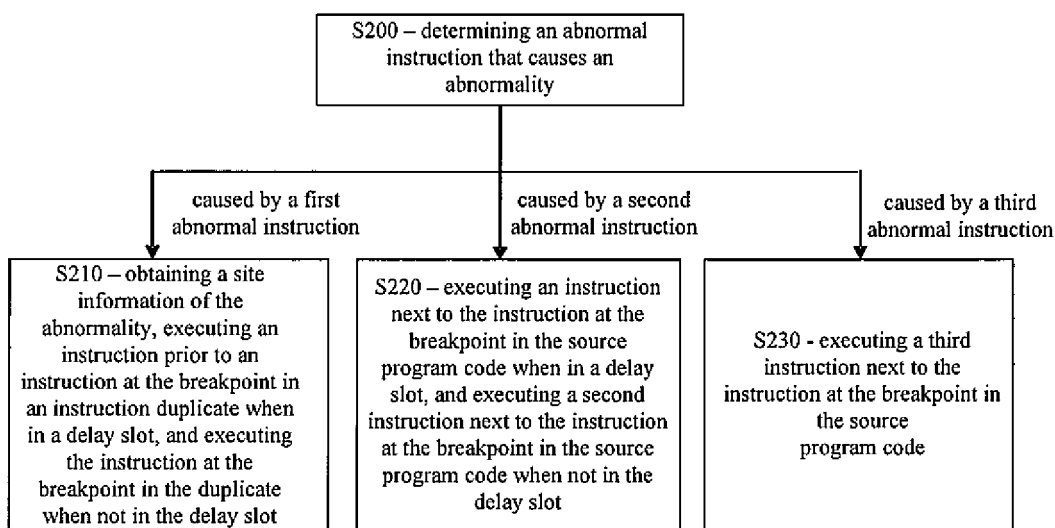 S200 – determining an abnormal
instruction that causes an
abnormality
caused by a first
abnormal instruction
caused by a second
abnormal instruction
caused by a third
abnormal instruction
S210 – obtaining a site
information of the
abnormality, executing an
instruction prior to an
instruction at the breakpoint in
an instruction duplicate when
in a delay slot, and executing
the instruction at the
breakpoint in the duplicate
when not in the delay slot
S220 – executing an instruction
next to the instruction at the
breakpoint in the source
program code when in a delay
slot, and executing a second
instruction next to the instruction
at the breakpoint in the source
program code when not in the
delay slot
S230 - executing a third
instruction next to the
instruction at the breakpoint in
the source
program code